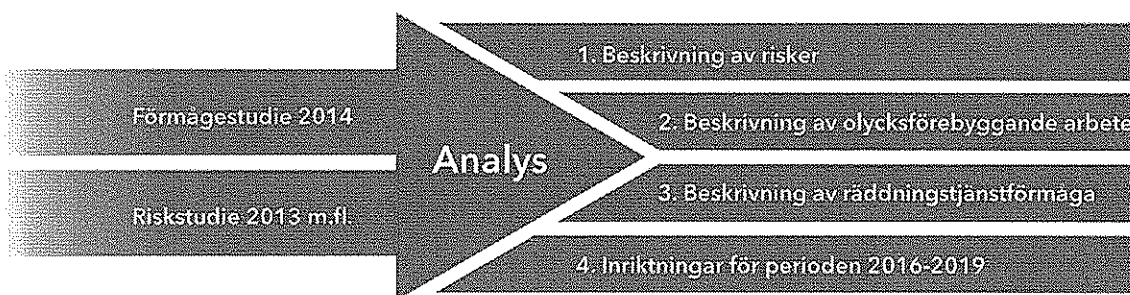 Förmågestudie 2014
Riskstudie 2013 m.fl.
Analys
1. Beskrivning av risker
2. Beskrivning av olycksförebyggande arbete
3. Beskrivning av räddningstjänstförmåga
4. Inriktningar för perioden 2016-2019